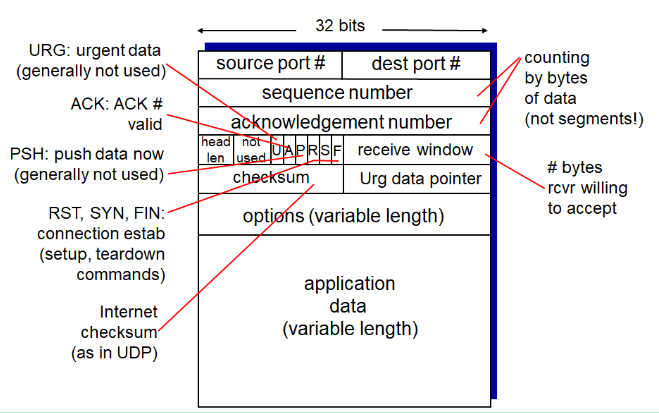 32 bits
URG: urgent data
(generally not used)
ACK: ACK #
valid
PSH: push data now
(generally not used)
RST, SYN, FIN:
connection estab
(setup, teardown
commands)
Internet
checksum
(as in UDP)
source port #
dest port #
sequence number
acknowledgement number
head
len
not
used
U A P R S F
receive window
checksum
Urg data pointer
options (variable length)
application
data
(variable length)
counting
by bytes
of data
(not segments!)
# bytes
rcvr willing
to accept